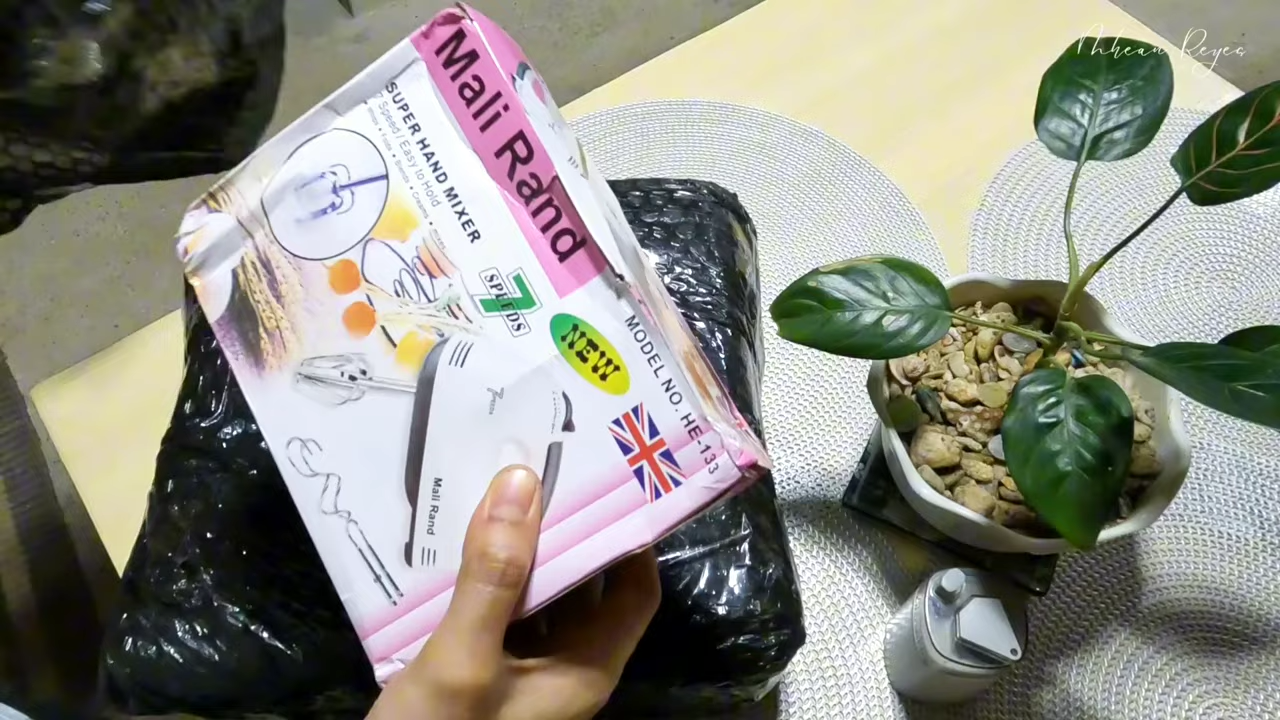 Mhean Reyes
Mali Rand
SUPER HAND MIXER
7 Speed Easy to Hold
7
SPEEDS
NEW
MODEL NO. HE-133
Mali Rand